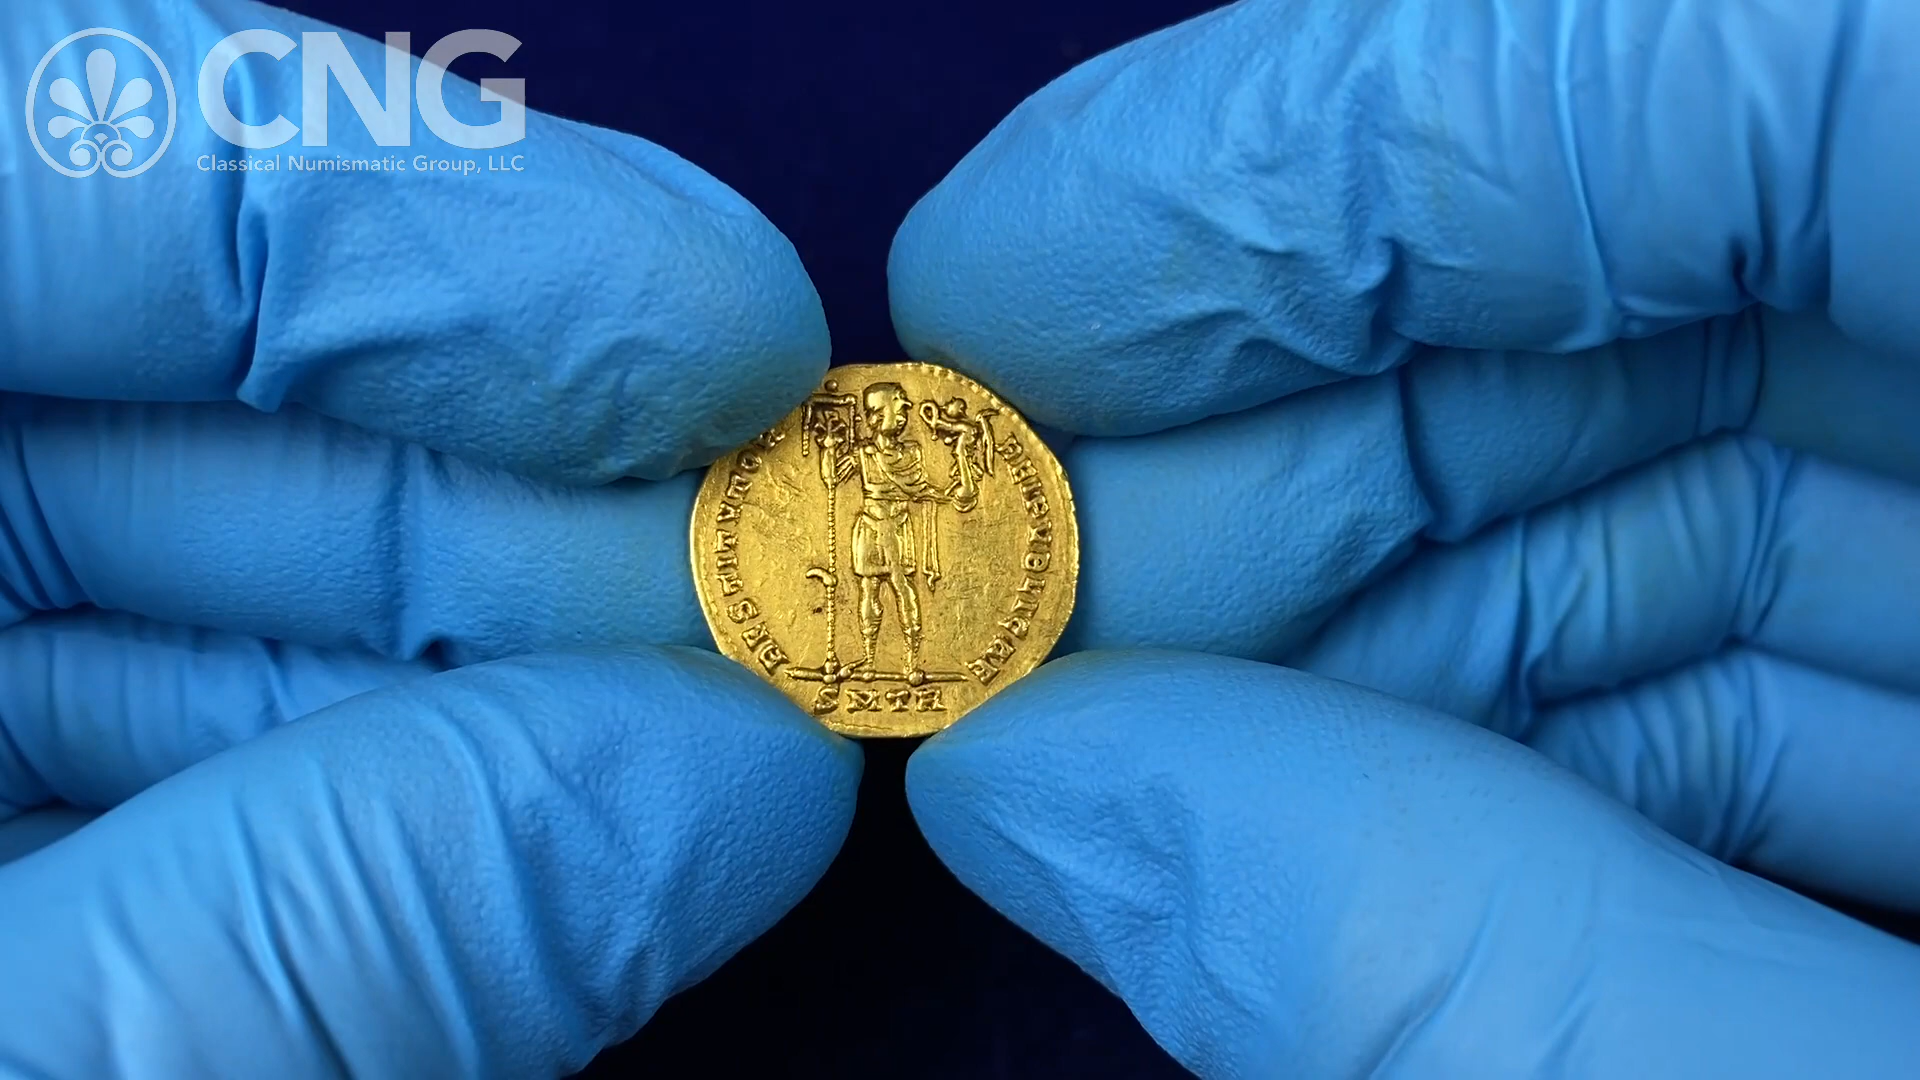 CNG
Classical Numismatic Group, LLC
RESTITVTOR
REIPVBLICAE
SMTR